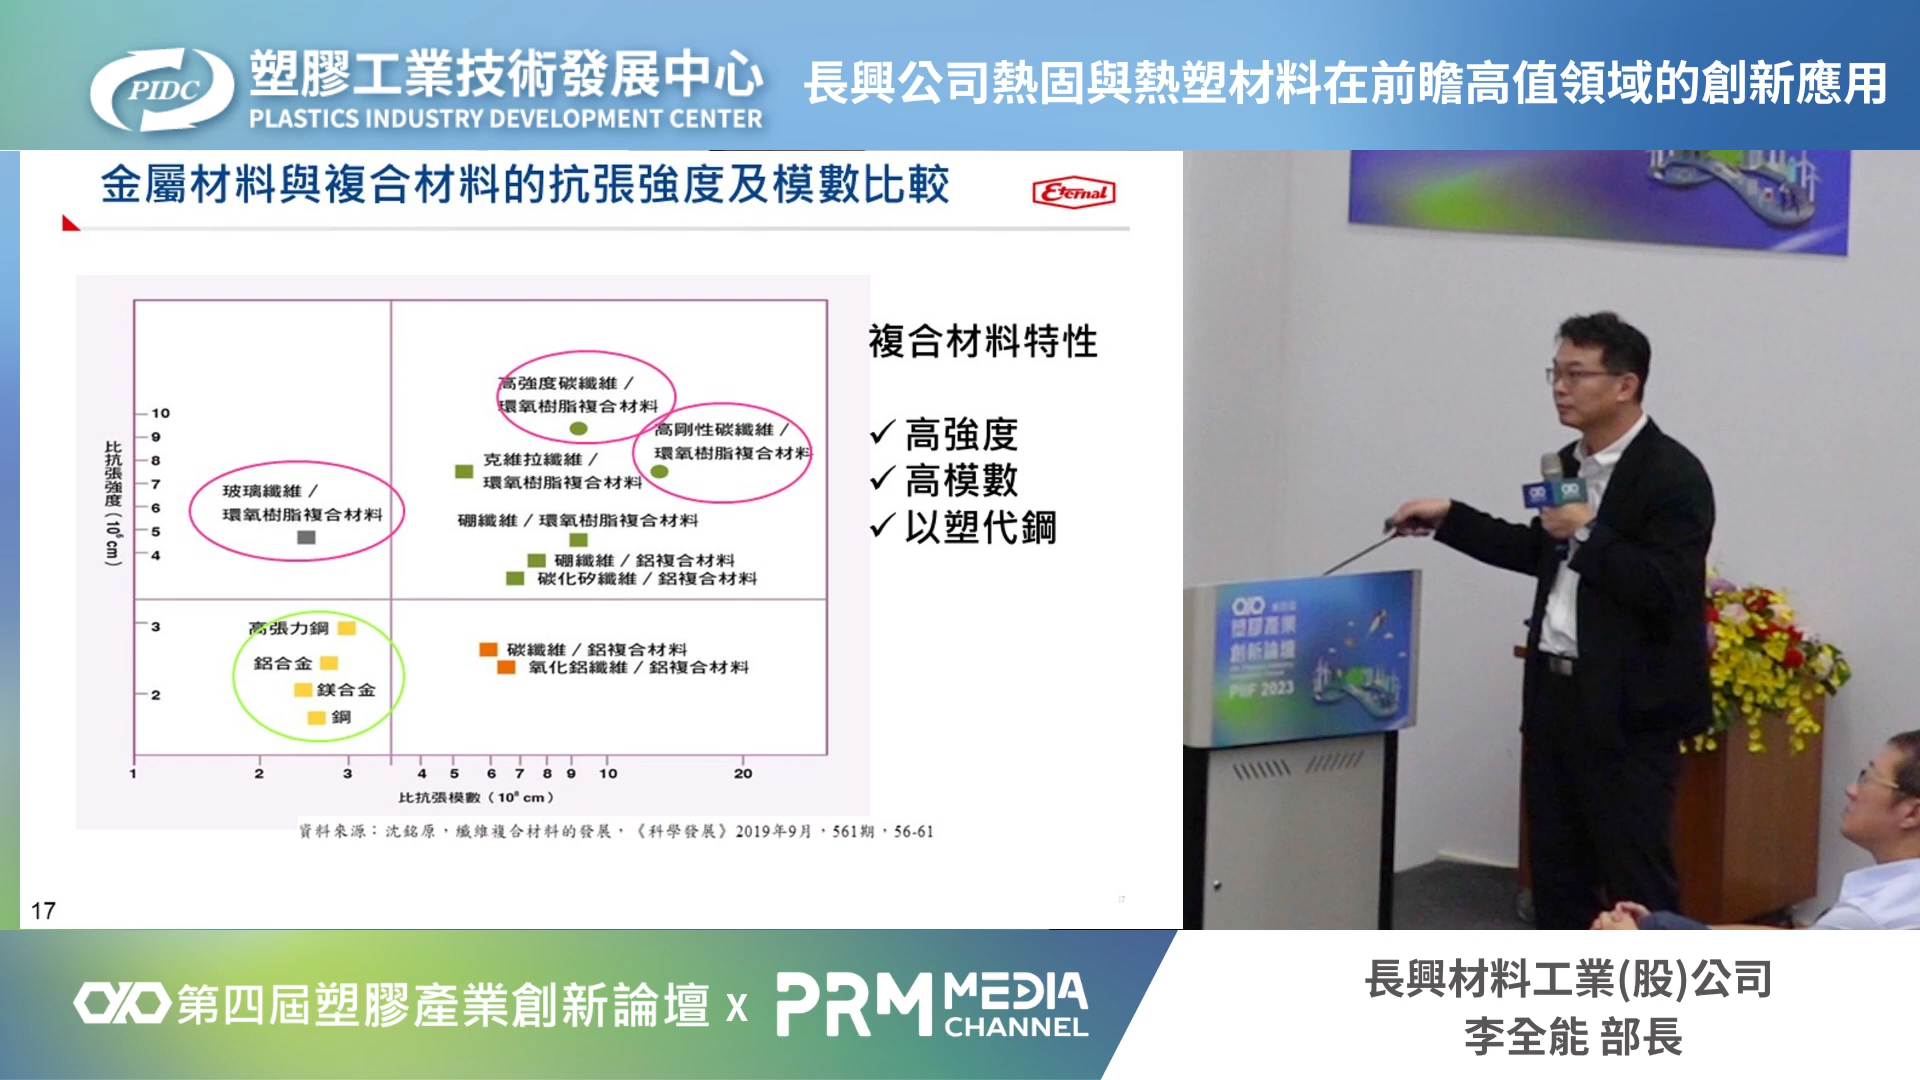 PIDC
塑膠工業技術發展中心
PLASTICS INDUSTRY DEVELOPMENT CENTER
長興公司熱固與熱塑材料在前瞻高值領域的創新應用
金屬材料與複合材料的抗張強度及模數比較
Eternal
比抗張強度(10⁶cm)
10
9
8
7
6
5
4
3
2
高強度碳纖維/
環氧樹脂複合材料
高剛性碳纖維/
環氧樹脂複合材料
克維拉纖維/
環氧樹脂複合材料
玻璃纖維/
環氧樹脂複合材料
硼纖維/環氧樹脂複合材料
硼纖維/鋁複合材料
碳化矽纖維/鋁複合材料
高張力鋼
鋁合金
鎂合金
鋼
碳纖維/鋁複合材料
氧化鋁纖維/鋁複合材料
1 2 3 4 5 6 7 8 9 10 20
比抗張模數(10⁸cm)
複合材料特性
✓高強度
✓高模數
✓以塑代鋼
資料來源:沈銘原,纖維複合材料的發展,《科學發展》2019年9月,561期,56-61
17
17
塑膠產業
創新論壇
PIIF 2023
第四屆塑膠產業創新論壇 x PRM MEDIA CHANNEL
長興材料工業(股)公司
李全能 部長